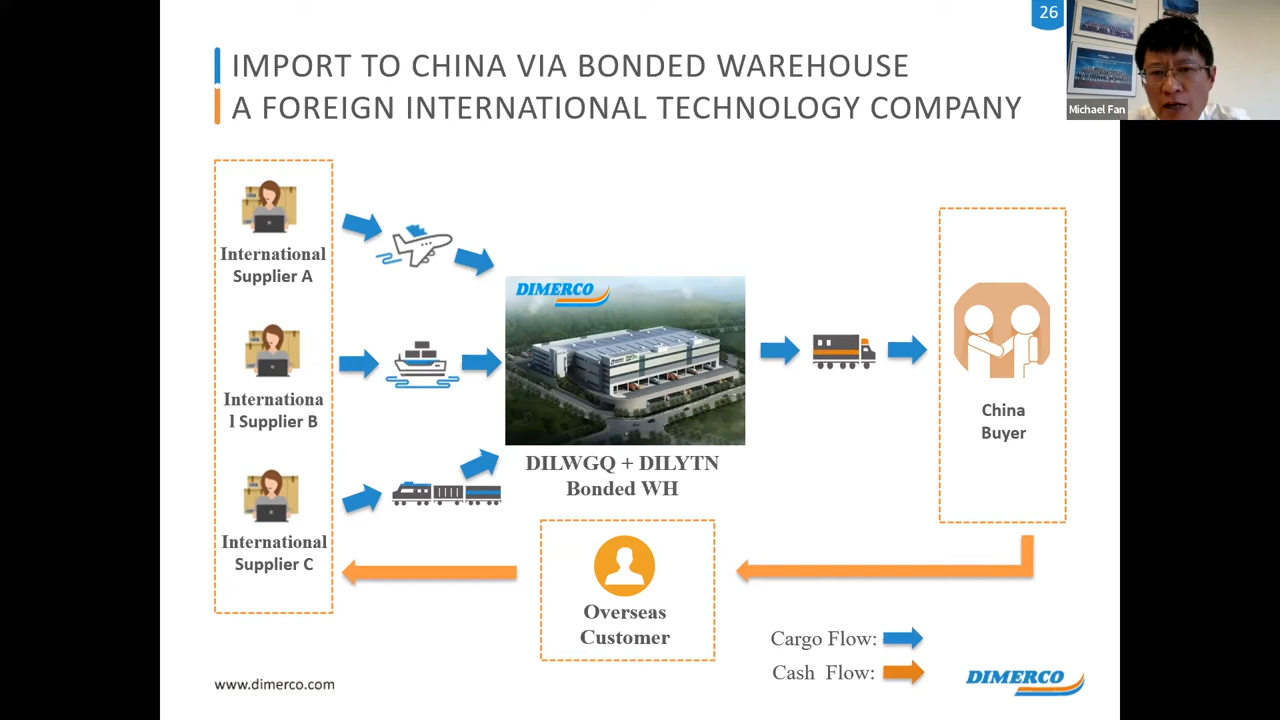 26
IMPORT TO CHINA VIA BONDED WAREHOUSE
A FOREIGN INTERNATIONAL TECHNOLOGY COMPANY
Michael Fan
International
Supplier A
Internationa
l Supplier B
International
Supplier C
DIMERCO
DILWGQ + DILYTN
Bonded WH
China
Buyer
Overseas
Customer
Cargo Flow:
Cash Flow:
www.dimerco.com
DIMERCO